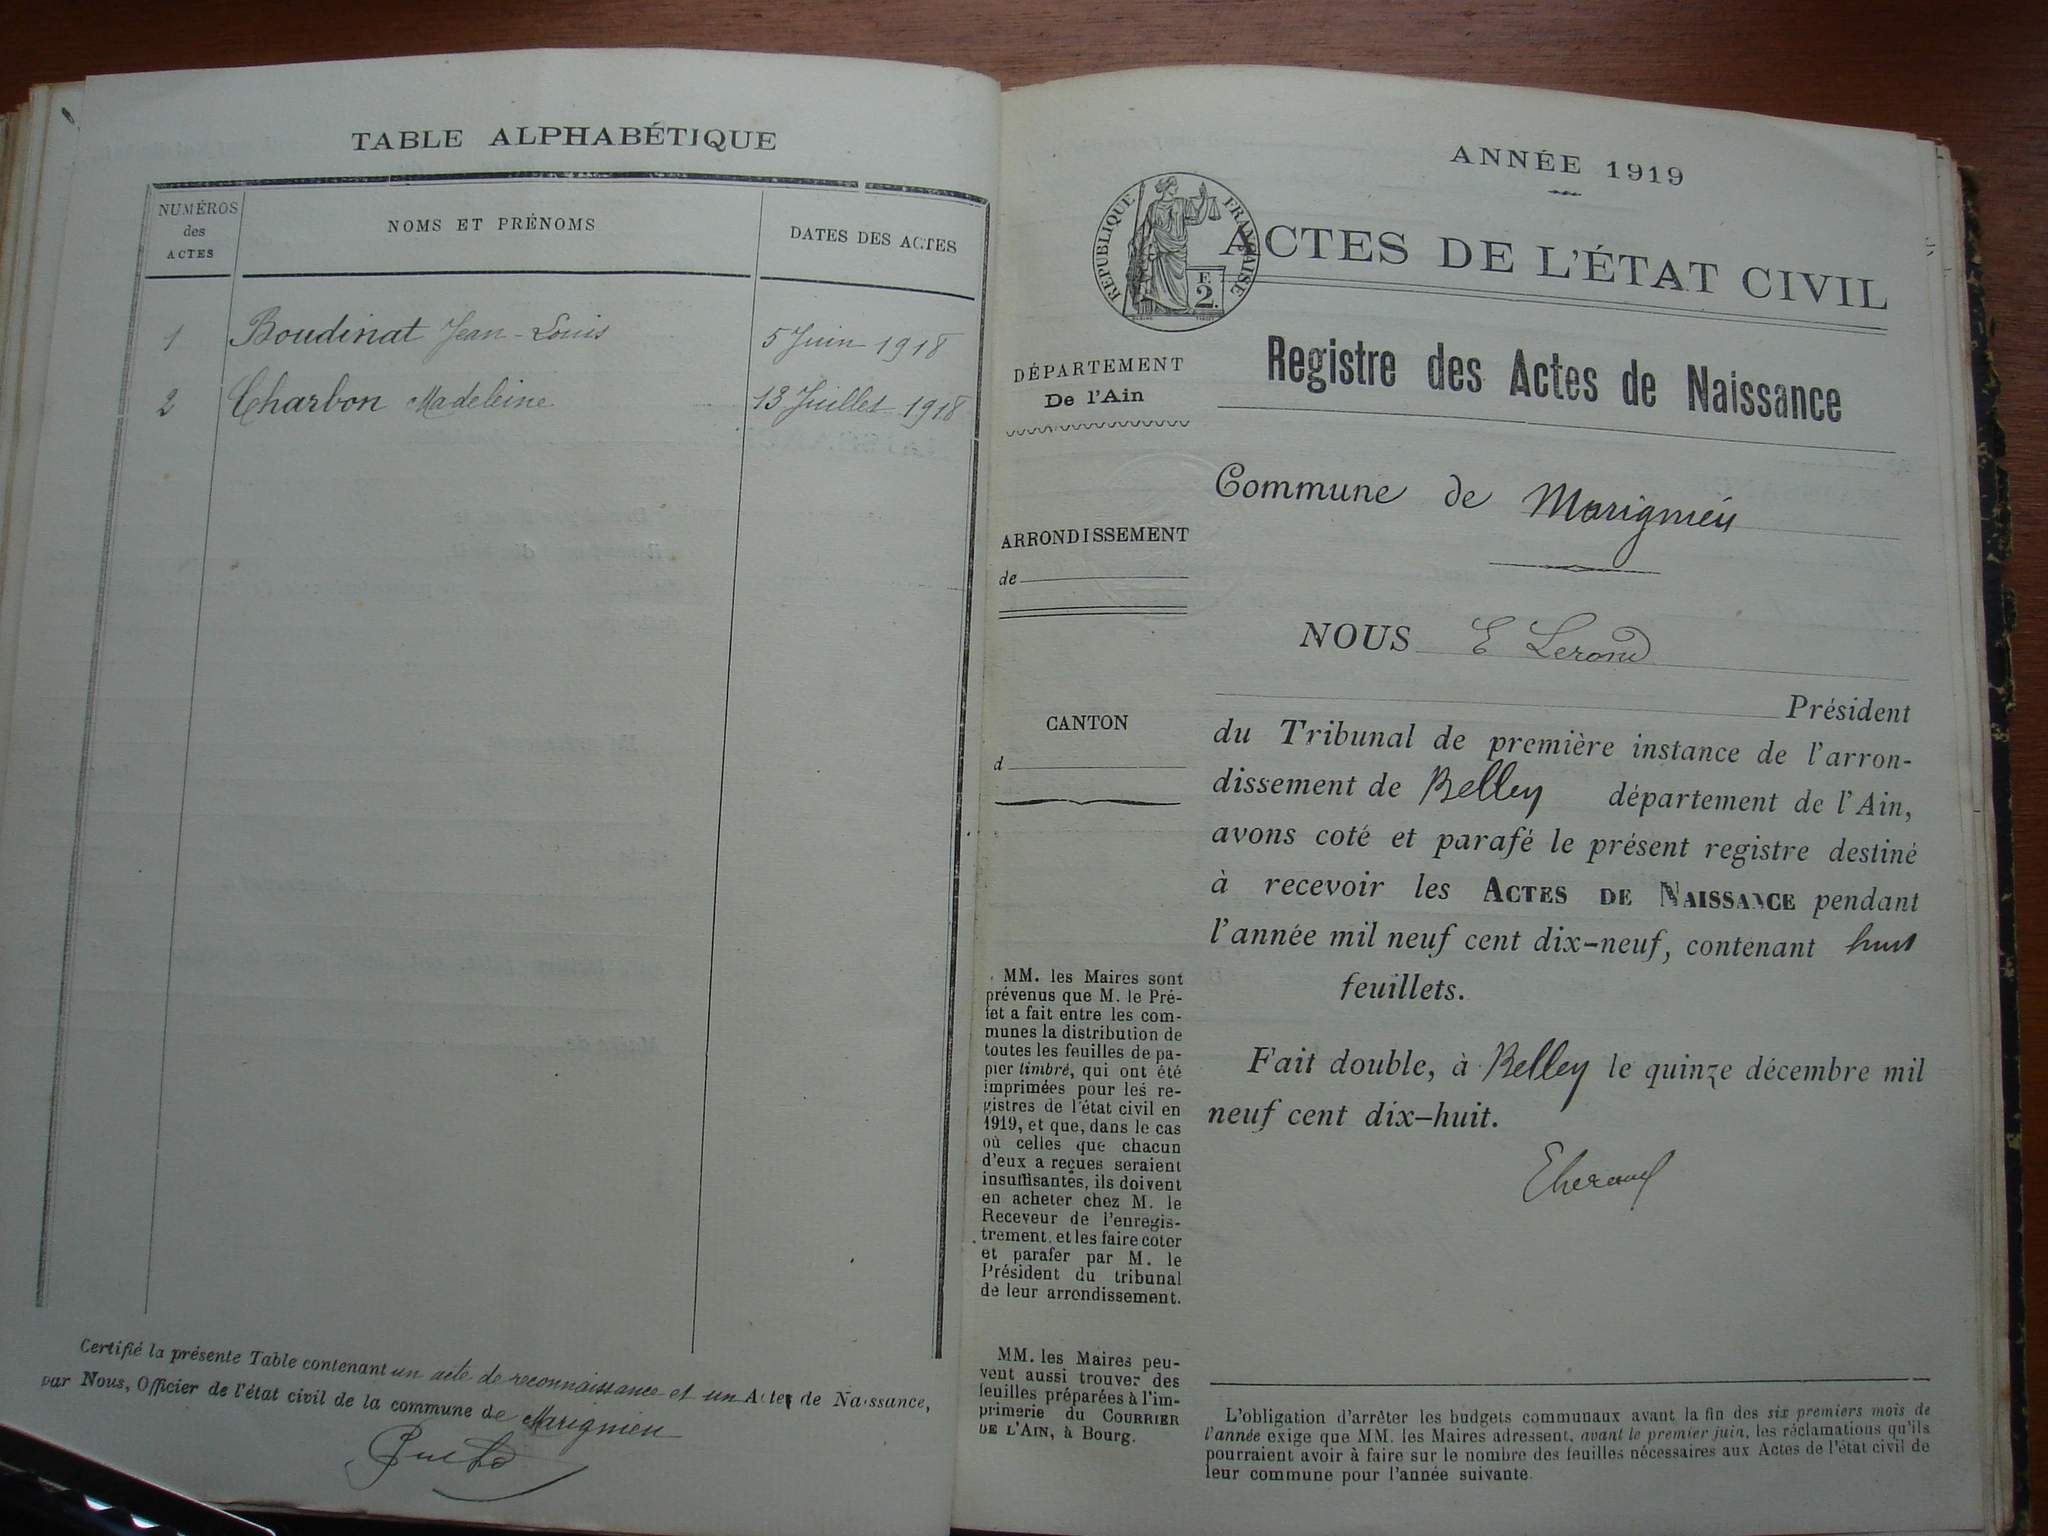 TABLE ALPHABÉTIQUE
NUMÉROS des ACTES
NOMS ET PRÉNOMS
DATES DES ACTES
1 Boudinat Jean-Louis 5 Juin 1918
2 Charbon Madeleine 13 Juillet 1918
Certifié la présente Table contenant un acte de reconnaissance et un Actes de Naissance,
par Nous, Officier de l'état civil de la commune de Marignieu
ANNÉE 1919
RÉPUBLIQUE FRANÇAISE
F. 2.
ACTES DE L'ÉTAT CIVIL
Registre des Actes de Naissance
DÉPARTEMENT
De l'Ain
ARRONDISSEMENT
de
CANTON
d
MM. les Maires sont
prévenus que M. le Pré-
fet a fait entre les com-
munes la distribution de
toutes les feuilles de pa-
pier timbré, qui ont été
imprimées pour les re-
gistres de l'état civil en
1919, et que, dans le cas
où celles que chacun
d'eux a reçues seraient
insuffisantes, ils doivent
en acheter chez M. le
Receveur de l'enregis-
trement, et les faire coter
et parafer par M. le
Président du tribunal
de leur arrondissement.
MM. les Maires peu-
vent aussi trouver des
feuilles préparées à l'im-
primerie du COURRIER
DE L'AIN, à Bourg.
Commune de Marignieu
NOUS E Lerond
Président
du Tribunal de première instance de l'arron-
dissement de Belley département de l'Ain,
avons coté et parafé le présent registre destiné
à recevoir les ACTES DE NAISSANCE pendant
l'année mil neuf cent dix-neuf, contenant huit
feuillets.
Fait double, à Belley le quinze décembre mil
neuf cent dix-huit.
L'obligation d'arrêter les budgets communaux avant la fin des six premiers mois de
l'année exige que MM. les Maires adressent, avant le premier juin, les réclamations qu'ils
pourraient avoir à faire sur le nombre des feuilles nécessaires aux Actes de l'état civil de
leur commune pour l'année suivante.